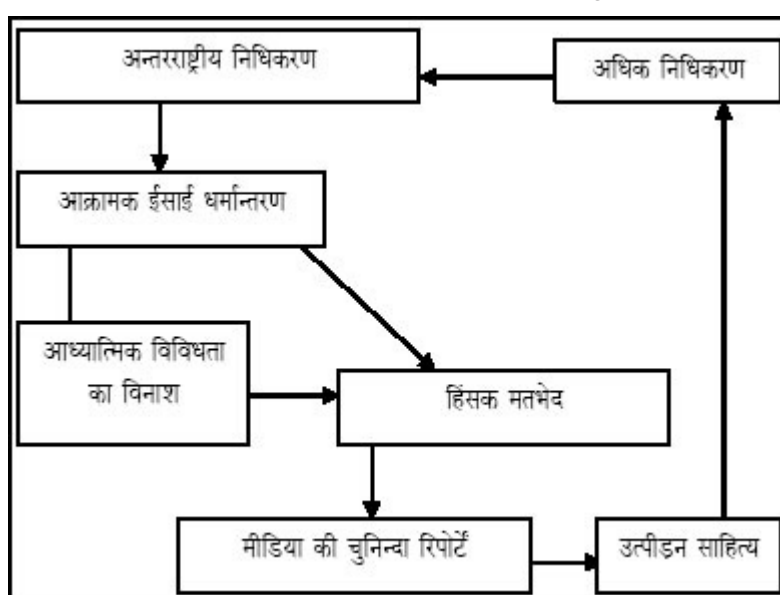 अन्तरराष्ट्रीय निधिकरण
अधिक निधिकरण
आक्रामक ईसाई धर्मान्तरण
आध्यात्मिक विविधता
का विनाश
हिंसक मतभेद
मीडिया की चुनिन्दा रिपोर्टें
उत्पीड़न साहित्य